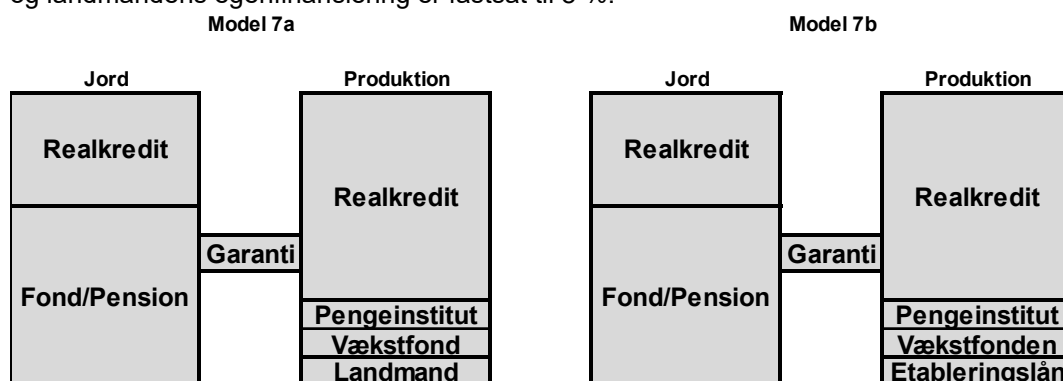 og landmandens egenfinansiering er fastsat til 5 %.
Model 7a
Model 7b
Jord
Produktion
Jord
Produktion
Realkredit
Realkredit
Garanti
Fond/Pension
Pengeinstitut
Vækstfond
Landmand
Realkredit
Realkredit
Garanti
Fond/Pension
Pengeinstitut
Vækstfonden
Etableringslån